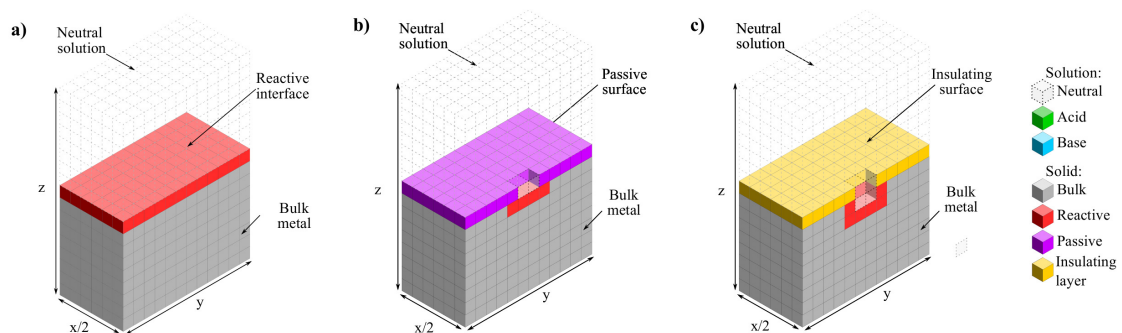 a)
Neutral
solution
Reactive
interface
z
Bulk
metal
x/2
y
b)
Neutral
solution
Passive
surface
z
Bulk
metal
x/2
y
c)
Neutral
solution
Insulating
surface
z
Bulk
metal
x/2
y
Solution:
Neutral
Acid
Base
Solid:
Bulk
Reactive
Passive
Insulating
layer